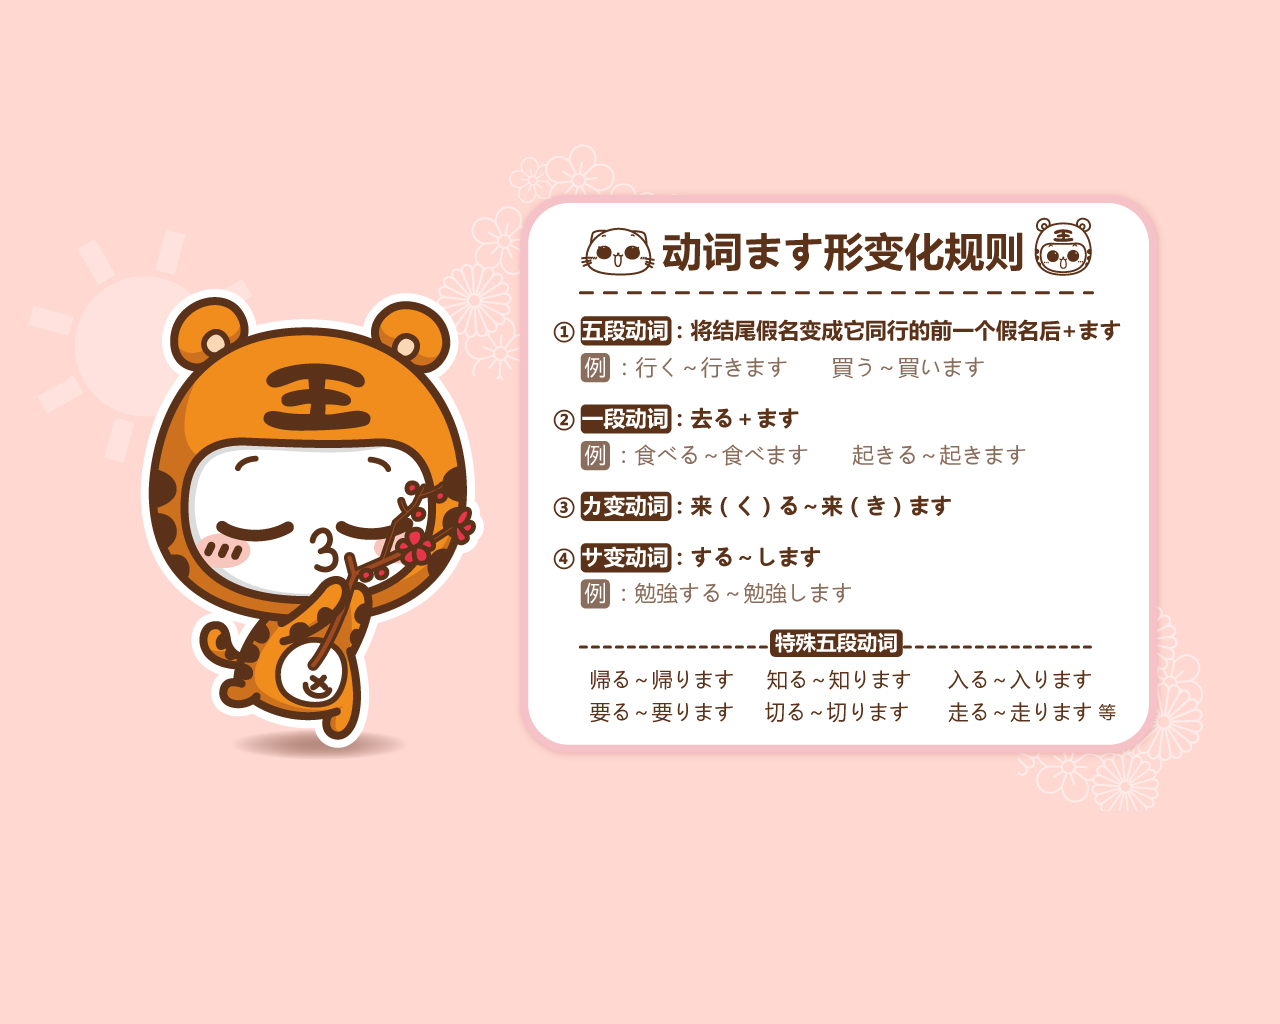 王
动词ます形变化规则
① 五段动词：将结尾假名变成它同行的前一个假名后+ます
例：行く～行きます 買う～買います
② 一段动词：去る+ます
例：食べる～食べます 起きる～起きます
③ カ变动词：来（く）る～来（き）ます
④ サ变动词：する～します
例：勉強する～勉強します
特殊五段动词
帰る～帰ります 知る～知ります 入る～入ります
要る～要ります 切る～切ります 走る～走ります 等